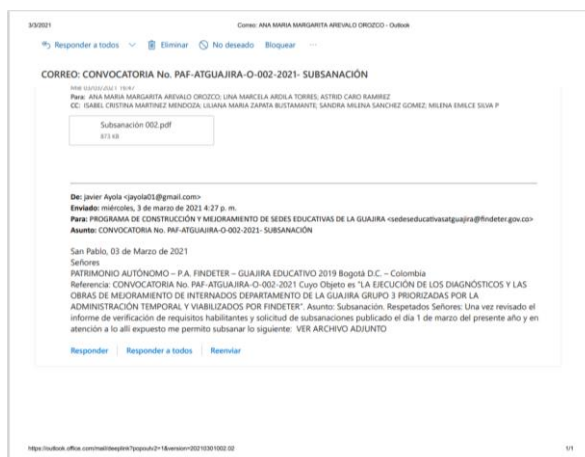 3/3/2021 Correo: ANA MARIA MARGARITA AREVALO OROZCO - Outlook
Responder a todos Eliminar No deseado Bloquear ...
CORREO: CONVOCATORIA No. PAF-ATGUAJIRA-O-002-2021- SUBSANACIÓN
Mié 03/03/2021 16:47
Para: ANA MARIA MARGARITA AREVALO OROZCO; LINA MARCELA ARDILA TORRES; ASTRID CARO RAMIREZ
CC: ISABEL CRISTINA MARTINEZ MENDOZA; LILIANA MARIA ZAPATA BUSTAMANTE; SANDRA MILENA SANCHEZ GOMEZ; MILENA EMILCE SILVA P
Subsanación 002.pdf
873 KB
De: javier Ayola <jayola01@gmail.com>
Enviado: miércoles, 3 de marzo de 2021 4:27 p. m.
Para: PROGRAMA DE CONSTRUCCIÓN Y MEJORAMIENTO DE SEDES EDUCATIVAS DE LA GUAJIRA <sedeseducativasatguajira@findeter.gov.co>
Asunto: CONVOCATORIA No. PAF-ATGUAJIRA-O-002-2021- SUBSANACIÓN
San Pablo, 03 de Marzo de 2021
Señores
PATRIMONIO AUTÓNOMO – P.A. FINDETER – GUAJIRA EDUCATIVO 2019 Bogotá D.C. – Colombia
Referencia: CONVOCATORIA No. PAF-ATGUAJIRA-O-002-2021 Cuyo Objeto es "LA EJECUCIÓN DE LOS DIAGNÓSTICOS Y LAS
OBRAS DE MEJORAMIENTO DE INTERNADOS DEPARTAMENTO DE LA GUAJIRA GRUPO 3 PRIORIZADAS POR LA
ADMINISTRACIÓN TEMPORAL Y VIABILIZADOS POR FINDETER". Asunto: Subsanación. Respetados Señores: Una vez revisado el
informe de verificación de requisitos habilitantes y solicitud de subsanaciones publicado el día 1 de marzo del presente año y en
atención a lo allí expuesto me permito subsanar lo siguiente: VER ARCHIVO ADJUNTO
Responder Responder a todos Reenviar
https://outlook.office.com/mail/deeplink?popoutv2=1&version=20210301002.02 1/1